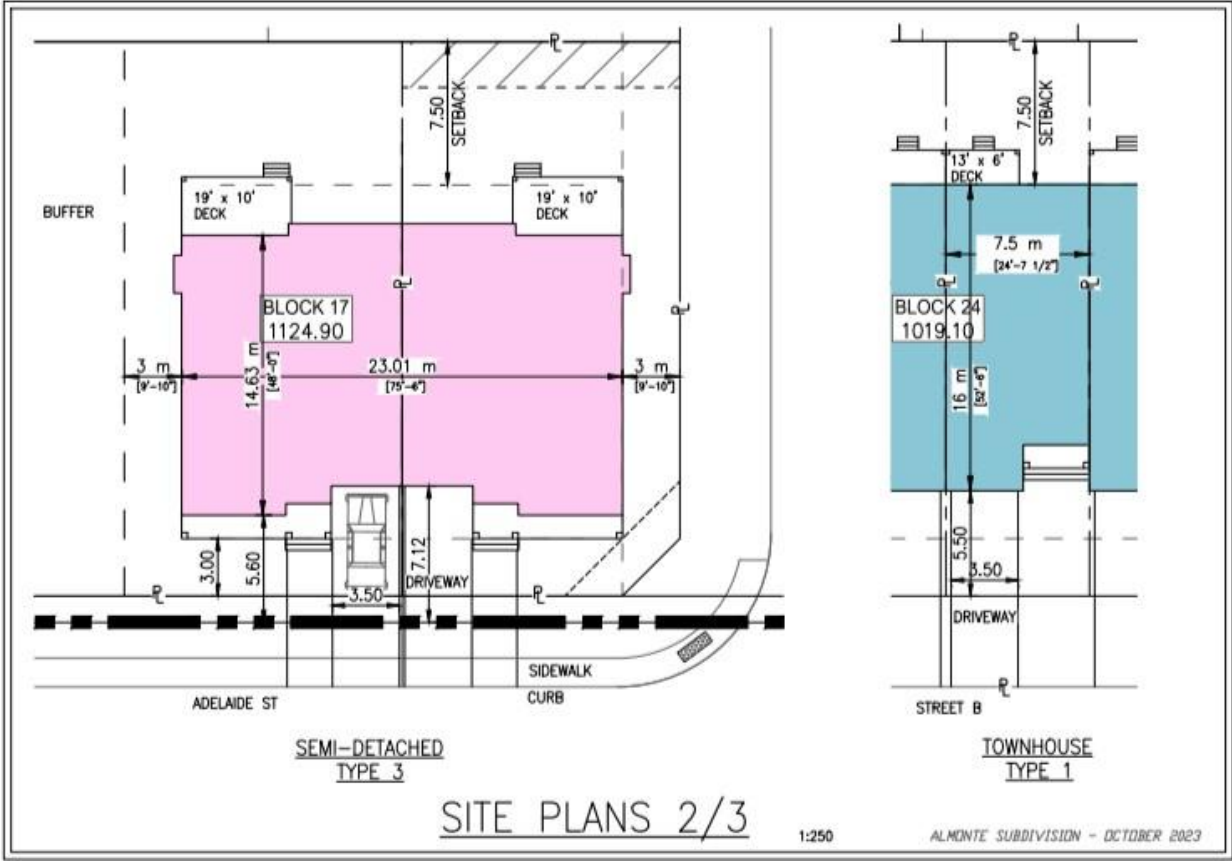 PL
7.50
SETBACK
19' x 10'
DECK
19' x 10'
DECK
BUFFER
PL
BLOCK 17
1124.90
PL
3 m
[9'-10"]
14.63 m
[48'-0"]
23.01 m
[75'-6"]
3 m
[9'-10"]
3.00
5.60
7.12
DRIVEWAY
3.50
PL
PL
SIDEWALK
ADELAIDE ST
CURB
SEMI-DETACHED
TYPE 3
PL
7.50
SETBACK
13' x 6'
DECK
7.5 m
[24'-7 1/2"]
PL
PL
BLOCK 24
1019.10
16 m
[52'-6"]
5.50
3.50
DRIVEWAY
PL
STREET B
TOWNHOUSE
TYPE 1
SITE PLANS 2/3
1:250
ALMONTE SUBDIVISION - OCTOBER 2023